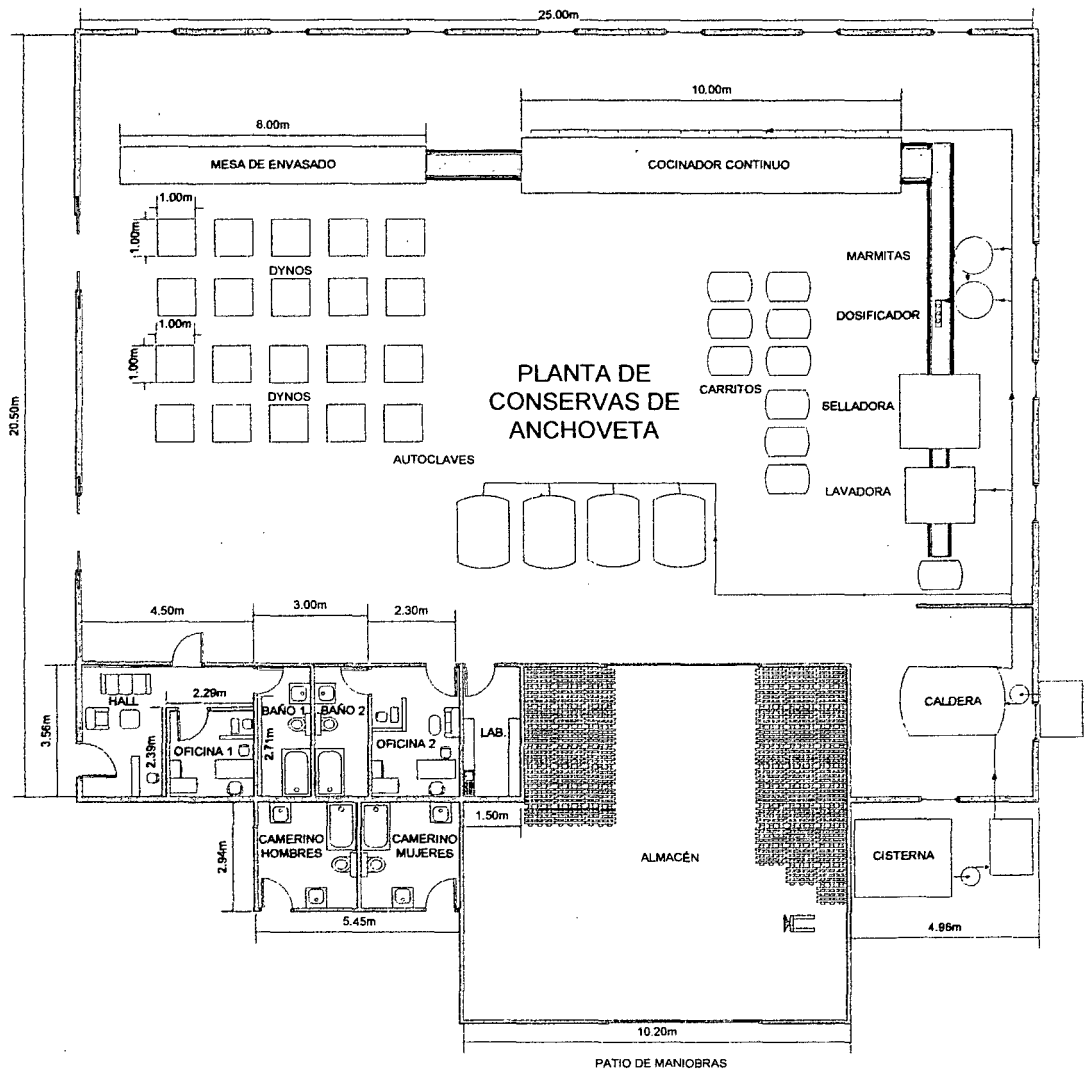 25.00m
10.00m
8.00m
MESA DE ENVASADO
COCINADOR CONTINUO
1.00m
1.00m
DYNOS
MARMITAS
DOSIFICADOR
1.00m
1.00m
DYNOS
PLANTA DE
CONSERVAS DE
ANCHOVETA
CARRITOS
SELLADORA
20.50m
AUTOCLAVES
LAVADORA
4.50m
3.00m
2.30m
HALL
2.29m
BAÑO 1
BAÑO 2
CALDERA
3.56m
2.39m
OFICINA 1
2.71m
OFICINA 2
LAB.
1.50m
2.94m
CAMERINO
HOMBRES
CAMERINO
MUJERES
ALMACÉN
CISTERNA
5.45m
4.96m
10.20m
PATIO DE MANIOBRAS